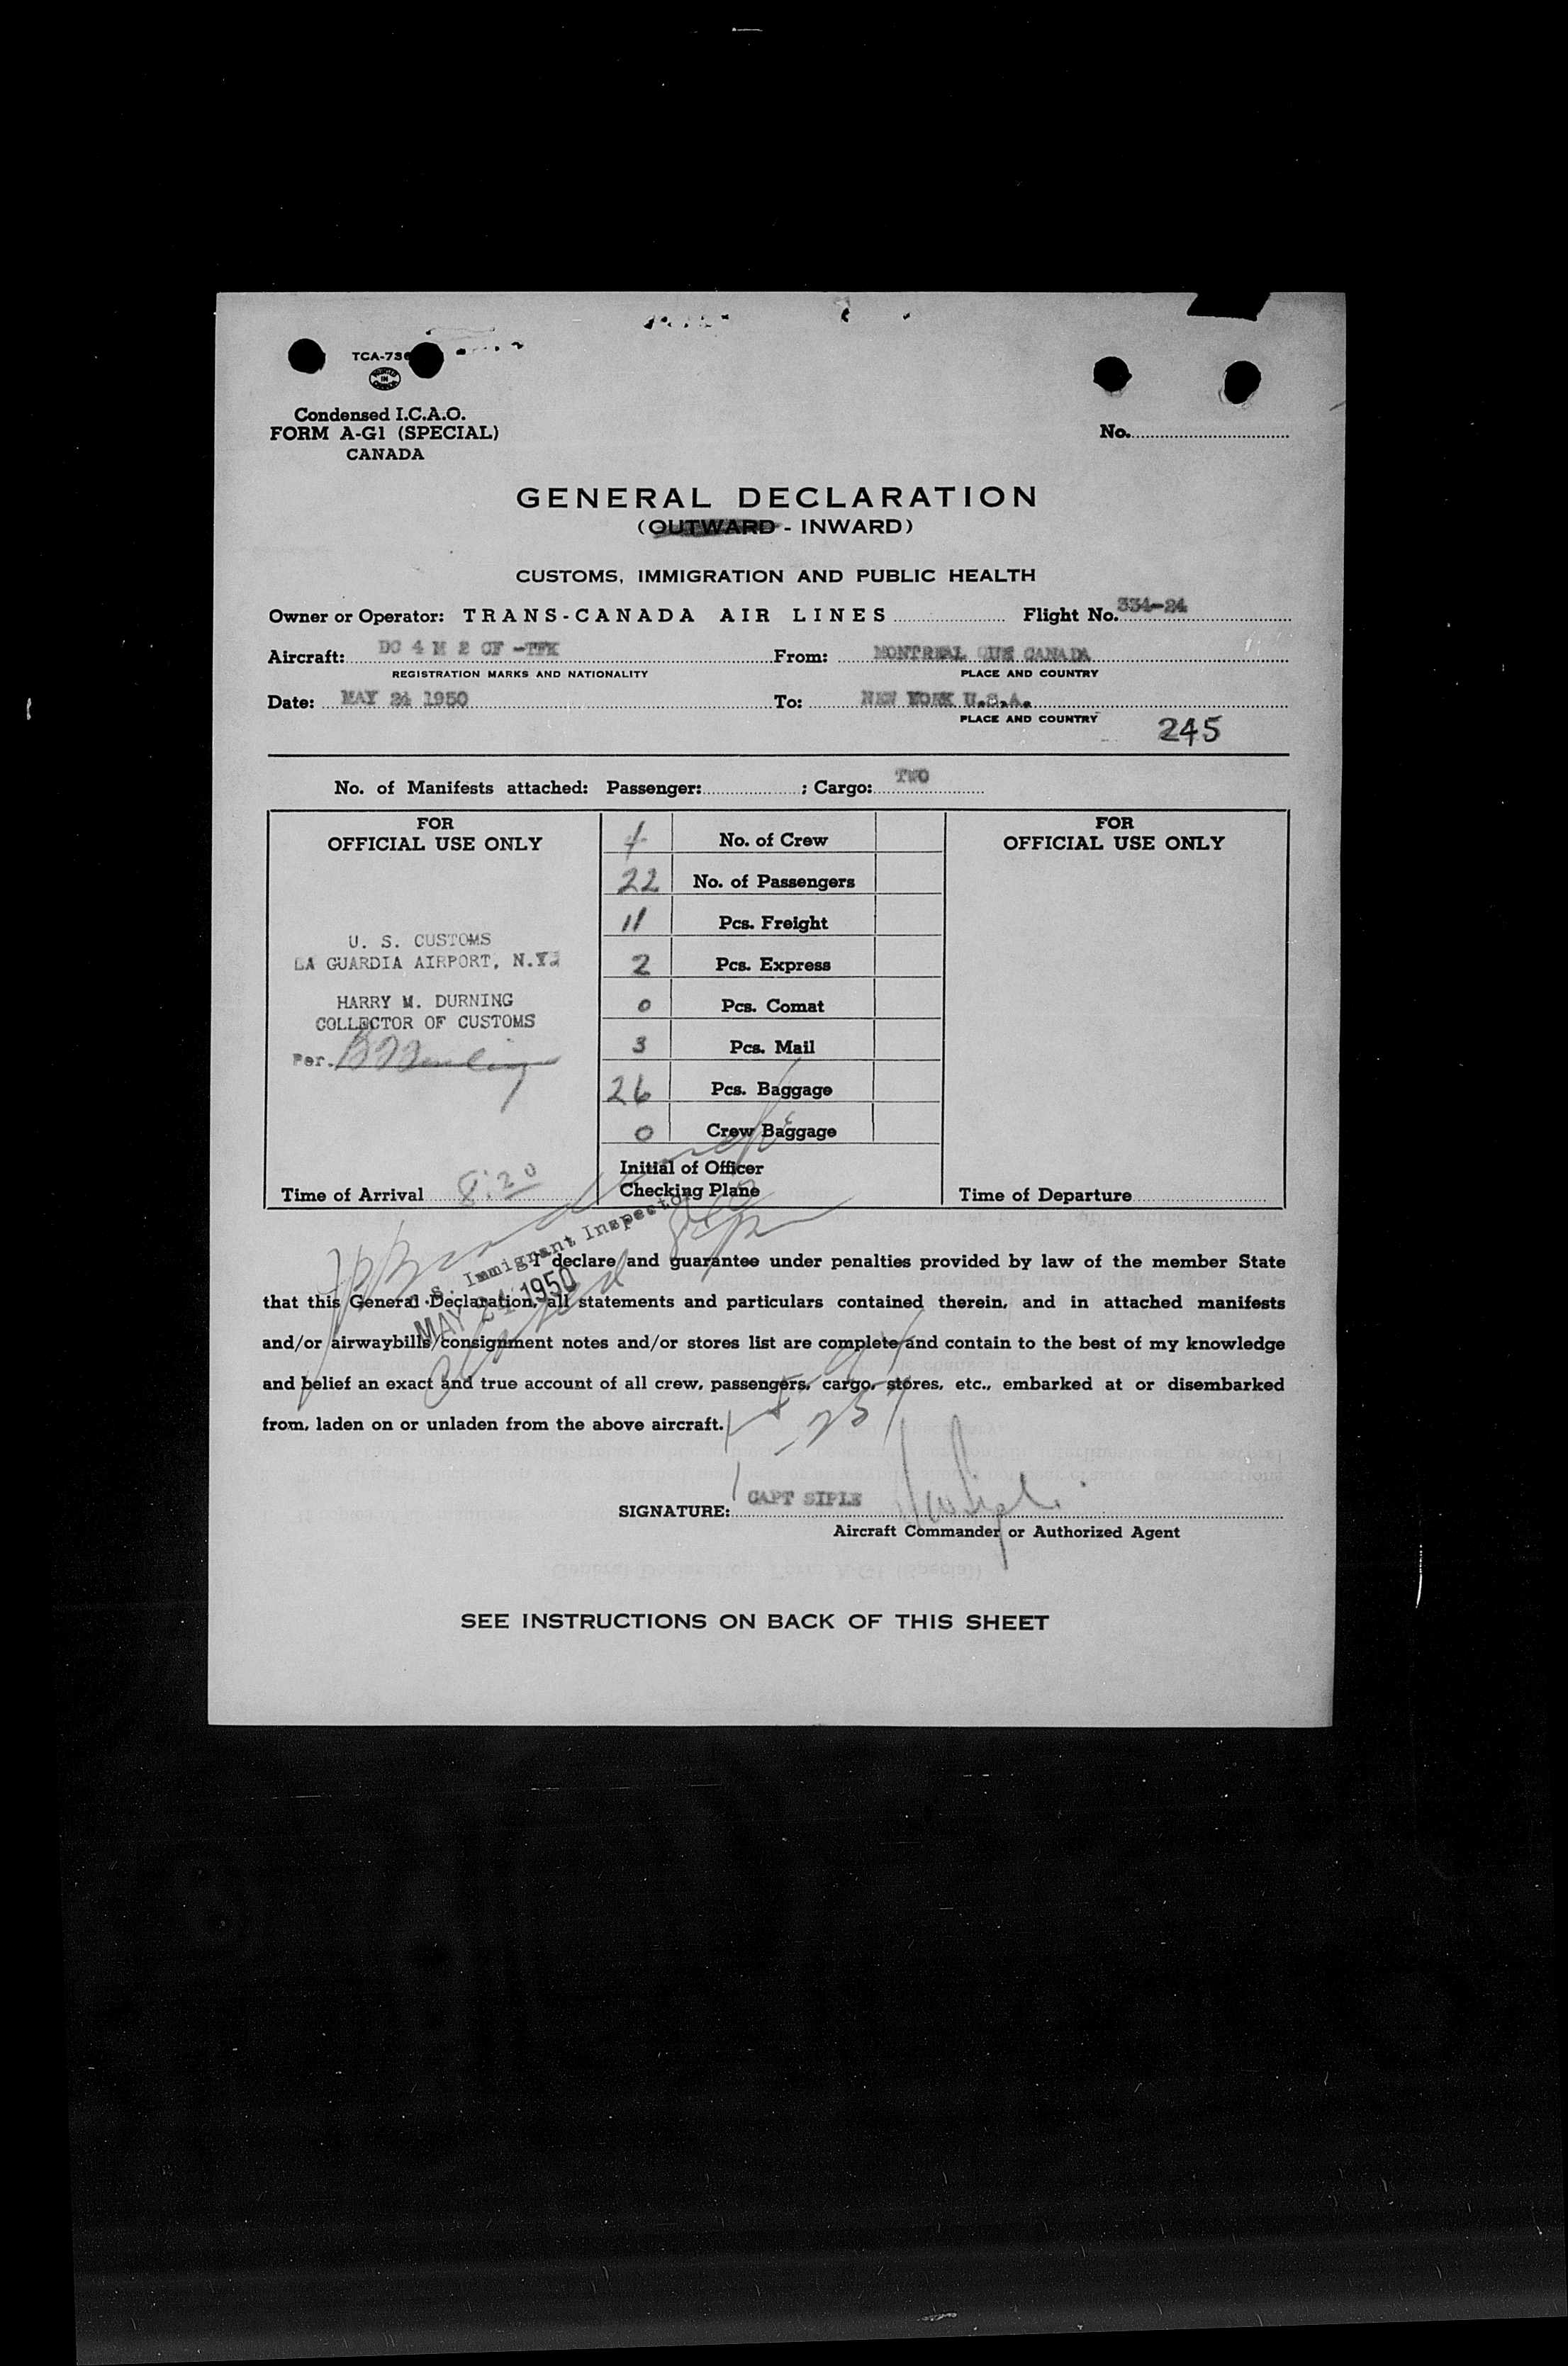 TCA-736
PRINTED IN CANADA
Condensed I.C.A.O.
FORM A-G1 (SPECIAL)
CANADA
No.
GENERAL DECLARATION
(OUTWARD - INWARD)
CUSTOMS, IMMIGRATION AND PUBLIC HEALTH
Owner or Operator: TRANS-CANADA AIR LINES Flight No. 334-24
Aircraft: DC 4 M 2 CF -TFK From: MONTREAL QUE CANADA
REGISTRATION MARKS AND NATIONALITY PLACE AND COUNTRY
Date: MAY 24 1950 To: NEW YORK U.S.A.
PLACE AND COUNTRY
245
No. of Manifests attached: Passenger: ; Cargo: TWO
FOR
OFFICIAL USE ONLY
U. S. CUSTOMS
LA GUARDIA AIRPORT, N.Y.
HARRY M. DURNING
COLLECTOR OF CUSTOMS
Per.
Time of Arrival 8:20
No. of Crew
22 No. of Passengers
11 Pcs. Freight
2 Pcs. Express
0 Pcs. Comat
3 Pcs. Mail
26 Pcs. Baggage
0 Crew Baggage
Initial of Officer
Checking Plane
FOR
OFFICIAL USE ONLY
Time of Departure
U.S. Immigrant Inspector
MAY 24 1950
I declare and guarantee under penalties provided by law of the member State
that this General Declaration, all statements and particulars contained therein, and in attached manifests
and/or airwaybills/consignment notes and/or stores list are complete and contain to the best of my knowledge
and belief an exact and true account of all crew, passengers, cargo, stores, etc., embarked at or disembarked
from, laden on or unladen from the above aircraft.
SIGNATURE: CAPT SIPLE
Aircraft Commander or Authorized Agent
SEE INSTRUCTIONS ON BACK OF THIS SHEET